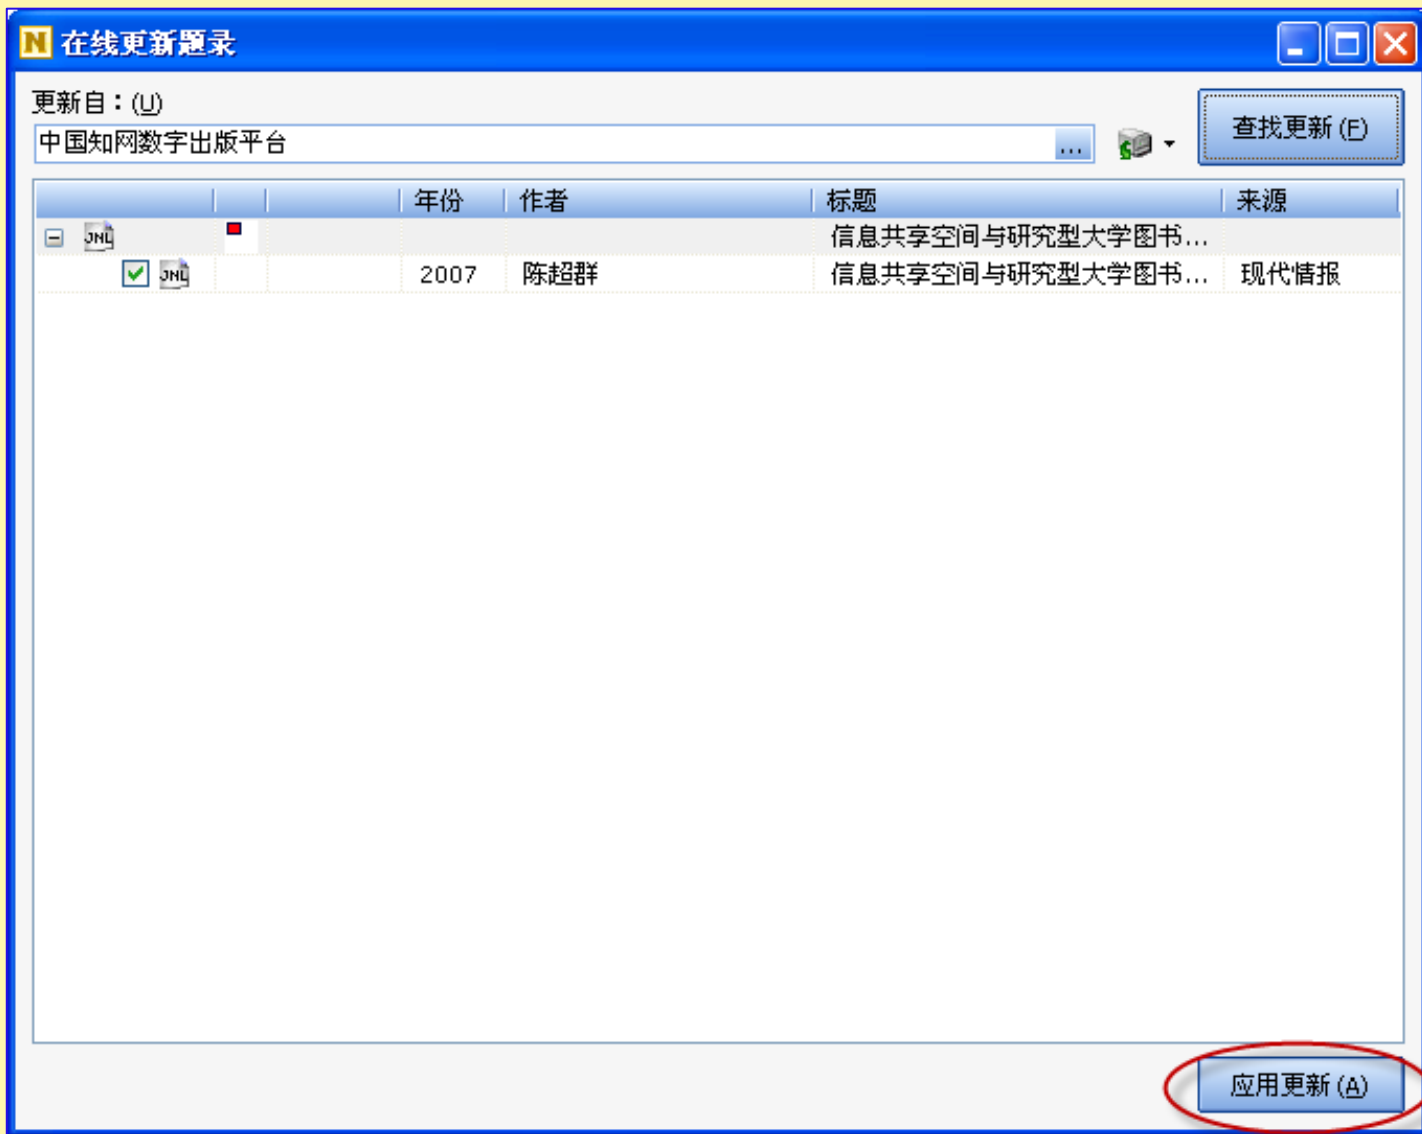 N 在线更新题录
更新自：(U)
中国知网数字出版平台 ...
查找更新(F)
年份 作者 标题 来源
JNL 信息共享空间与研究型大学图书...
JNL 2007 陈超群 信息共享空间与研究型大学图书... 现代情报
应用更新(A)